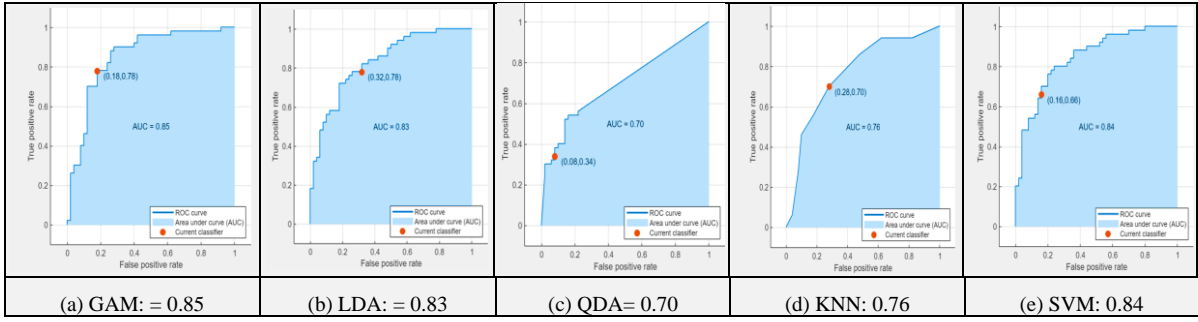 1
0.8
0.6
0.4
0.2
0
True positive rate
(0.18,0.78)
AUC = 0.85
ROC curve
Area under curve (AUC)
Current classifier
0 0.2 0.4 0.6 0.8 1
False positive rate
(a) GAM: = 0.85
1
0.8
0.6
0.4
0.2
0
True positive rate
(0.32,0.78)
AUC = 0.83
ROC curve
Area under curve (AUC)
Current classifier
0 0.2 0.4 0.6 0.8 1
False positive rate
(b) LDA: = 0.83
1
0.8
0.6
0.4
0.2
0
True positive rate
AUC = 0.70
(0.08,0.34)
ROC curve
Area under curve (AUC)
Current classifier
0 0.2 0.4 0.6 0.8 1
False positive rate
(c) QDA= 0.70
1
0.8
0.6
0.4
0.2
0
True positive rate
(0.28,0.70)
AUC = 0.76
ROC curve
Area under curve (AUC)
Current classifier
0 0.2 0.4 0.6 0.8 1
False positive rate
(d) KNN: 0.76
1
0.8
0.6
0.4
0.2
0
True positive rate
(0.16,0.66)
AUC = 0.84
ROC curve
Area under curve (AUC)
Current classifier
0 0.2 0.4 0.6 0.8 1
False positive rate
(e) SVM: 0.84